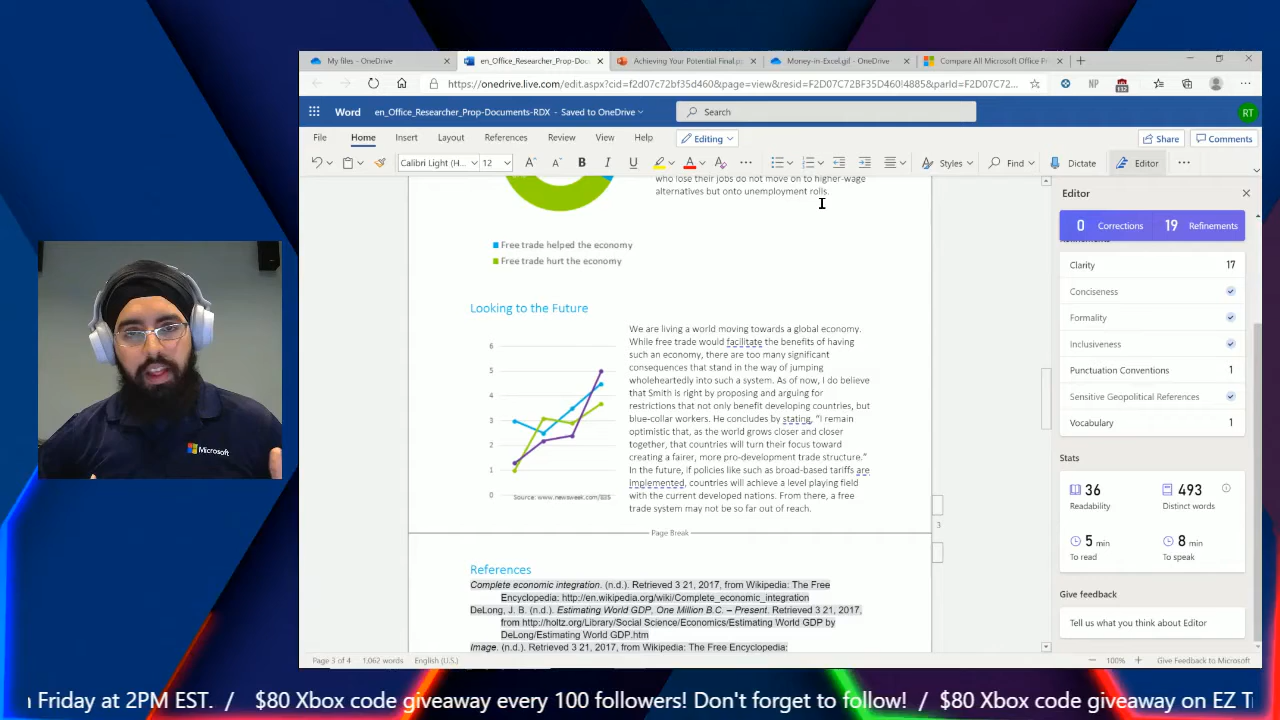 My files - OneDrive
en_Office_Researcher_Prop-Docum
Achieving Your Potential Final.p
Money-in-Excel.gif - OneDrive
Compare All Microsoft Office P
https://onedrive.live.com/edit.aspx?cid=f2d07c72bf35d460&page=view&resid=F2D07C72BF35D460!4885&parId=F2D07C72...
NP
Word
en_Office_Researcher_Prop-Documents-RDX - Saved to OneDrive
Search
RT
File
Home
Insert
Layout
References
Review
View
Help
Editing
Share
Comments
Calibri Light (H...
12
B
I
U
Styles
Find
Dictate
Editor
who lose their jobs do not move on to higher-wage
alternatives but onto unemployment rolls.
Free trade helped the economy
Free trade hurt the economy
Looking to the Future
6
5
4
3
2
1
0
Source: www.newsweek.com/835
We are living a world moving towards a global economy.
While free trade would facilitate the benefits of having
such an economy, there are too many significant
consequences that stand in the way of jumping
wholeheartedly into such a system. As of now, I do believe
that Smith is right by proposing and arguing for
restrictions that not only benefit developing countries, but
blue-collar workers. He concludes by stating, "I remain
optimistic that, as the world grows closer and closer
together, that countries will turn their focus toward
creating a fairer, more pro-development trade structure."
In the future, if policies like such as broad-based tariffs are
implemented, countries will achieve a level playing field
with the current developed nations. From there, a free
trade system may not be so far out of reach.
3
Page Break
References
Complete economic integration. (n.d.). Retrieved 3 21, 2017, from Wikipedia: The Free
Encyclopedia: http://en.wikipedia.org/wiki/Complete_economic_integration
DeLong, J. B. (n.d.). Estimating World GDP, One Million B.C. – Present. Retrieved 3 21, 2017,
from http://holtz.org/Library/Social Science/Economics/Estimating World GDP by
DeLong/Estimating World GDP.htm
Image. (n.d.). Retrieved 3 21, 2017, from Wikipedia: The Free Encyclopedia:
Editor
0 Corrections 19 Refinements
Clarity 17
Conciseness
Formality
Inclusiveness
Punctuation Conventions 1
Sensitive Geopolitical References
Vocabulary 1
Stats
36
Readability
493
Distinct words
5 min
To read
8 min
To speak
Give feedback
Tell us what you think about Editor
Page 3 of 4
1,062 words
English (U.S.)
100%
Give Feedback to Microsoft
Microsoft
Friday at 2PM EST. / $80 Xbox code giveaway every 100 followers! Don't forget to follow! / $80 Xbox code giveaway on EZ